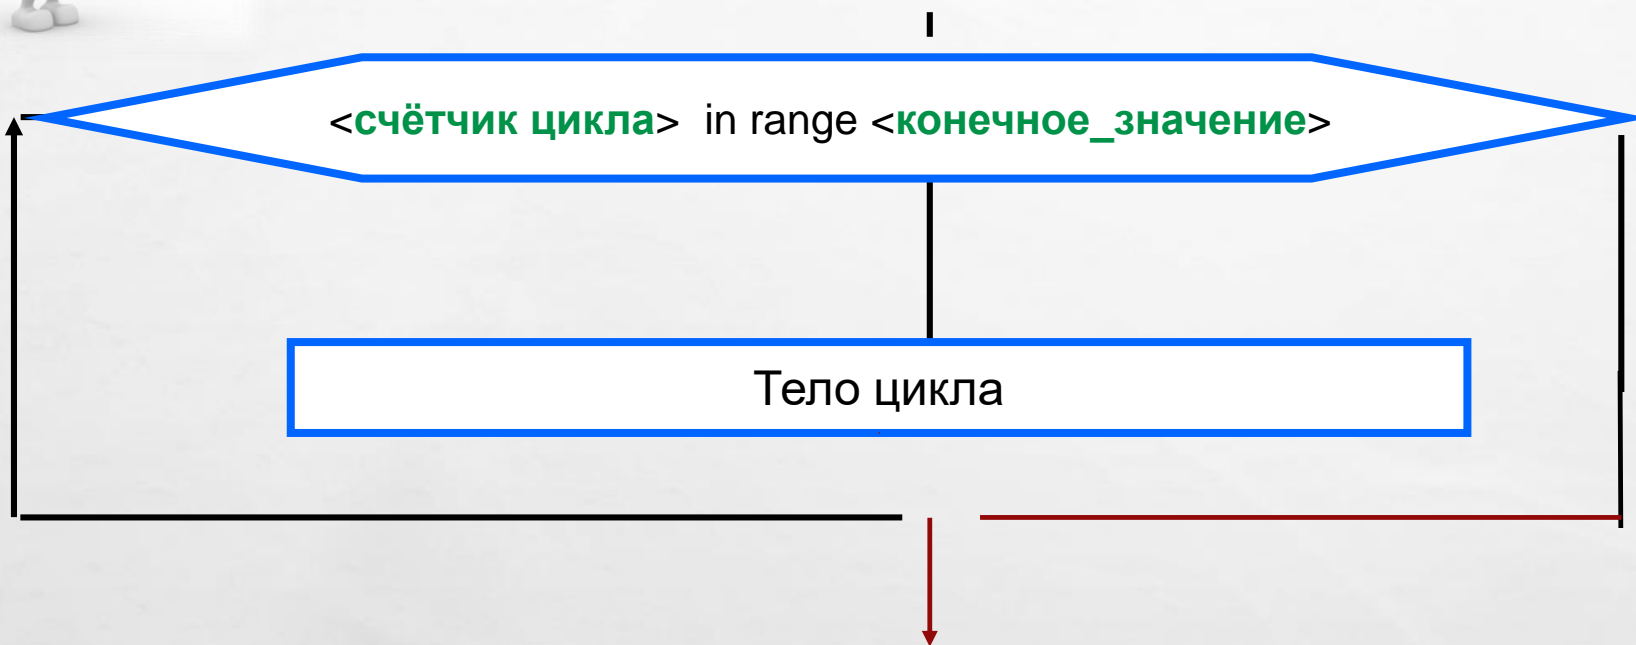 <счётчик цикла> in range <конечное_значение>
Тело цикла